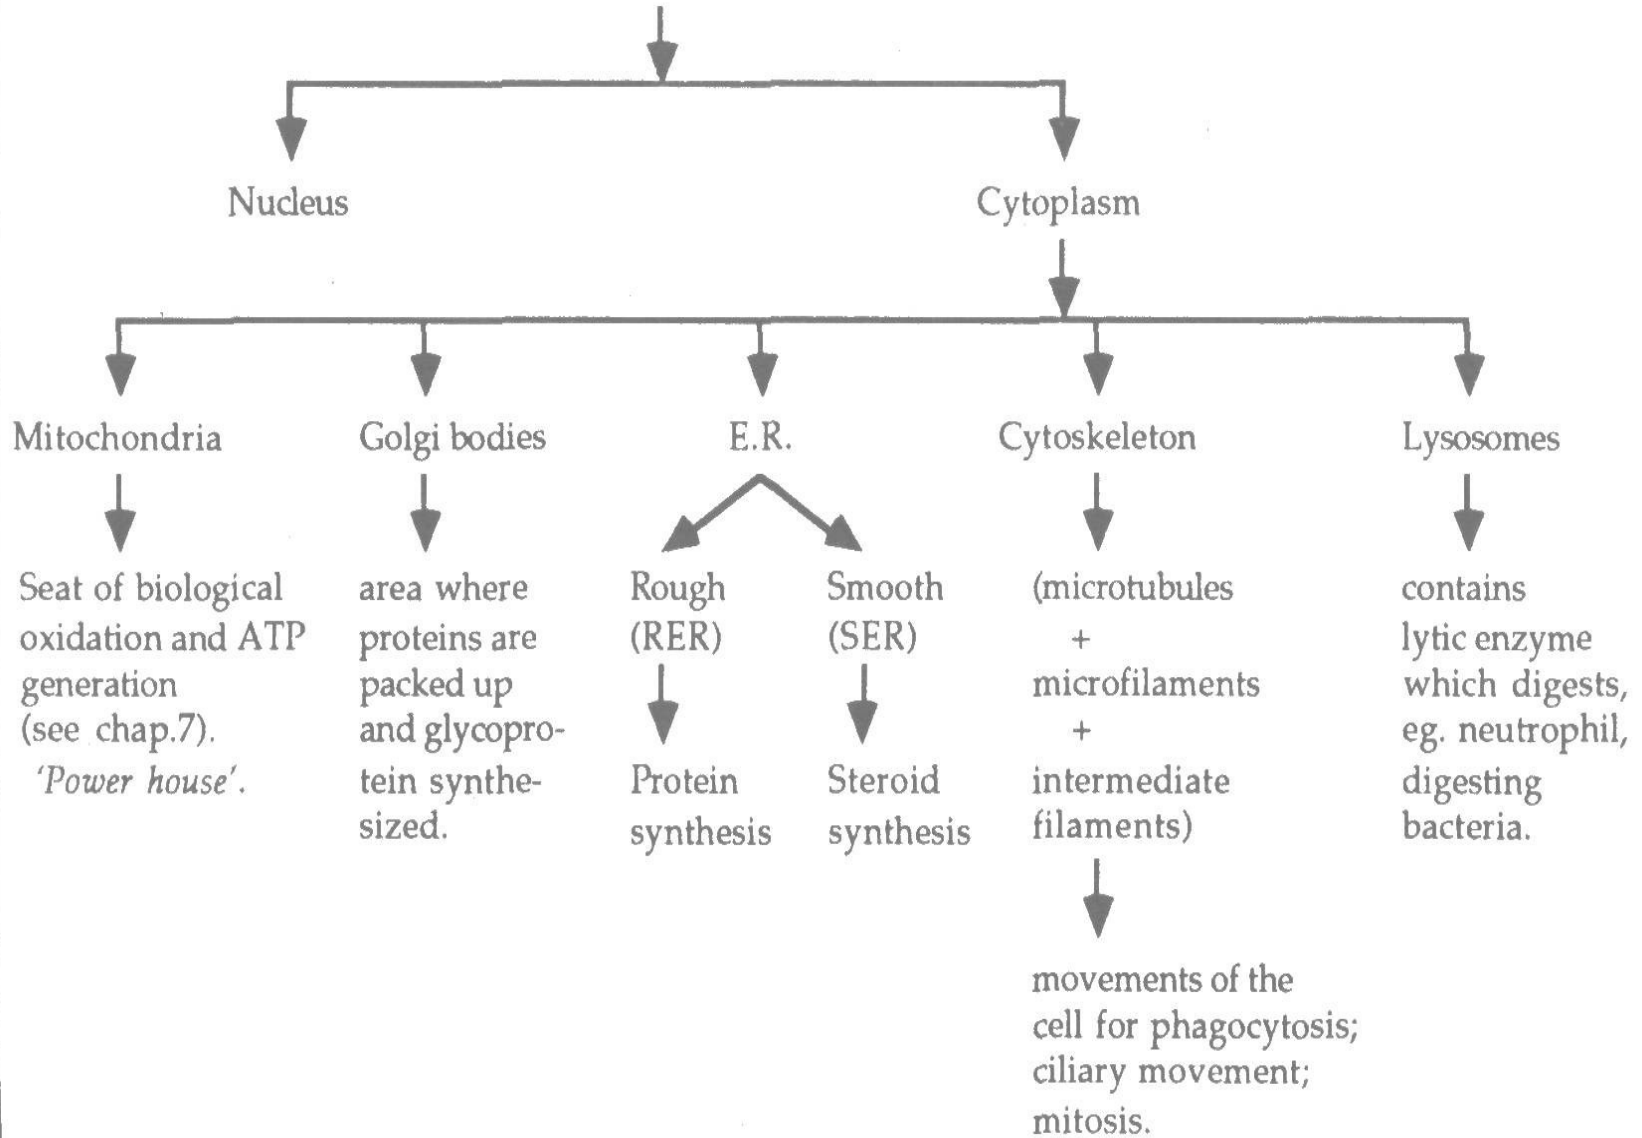 Nucleus
Cytoplasm
Mitochondria
Golgi bodies
E.R.
Cytoskeleton
Lysosomes
Seat of biological
oxidation and ATP
generation
(see chap.7).
'Power house'.
area where
proteins are
packed up
and glycopro-
tein synthe-
sized.
Rough
(RER)
Protein
synthesis
Smooth
(SER)
Steroid
synthesis
(microtubules
+
microfilaments
+
intermediate
filaments)
movements of the
cell for phagocytosis;
ciliary movement;
mitosis.
contains
lytic enzyme
which digests,
eg. neutrophil,
digesting
bacteria.